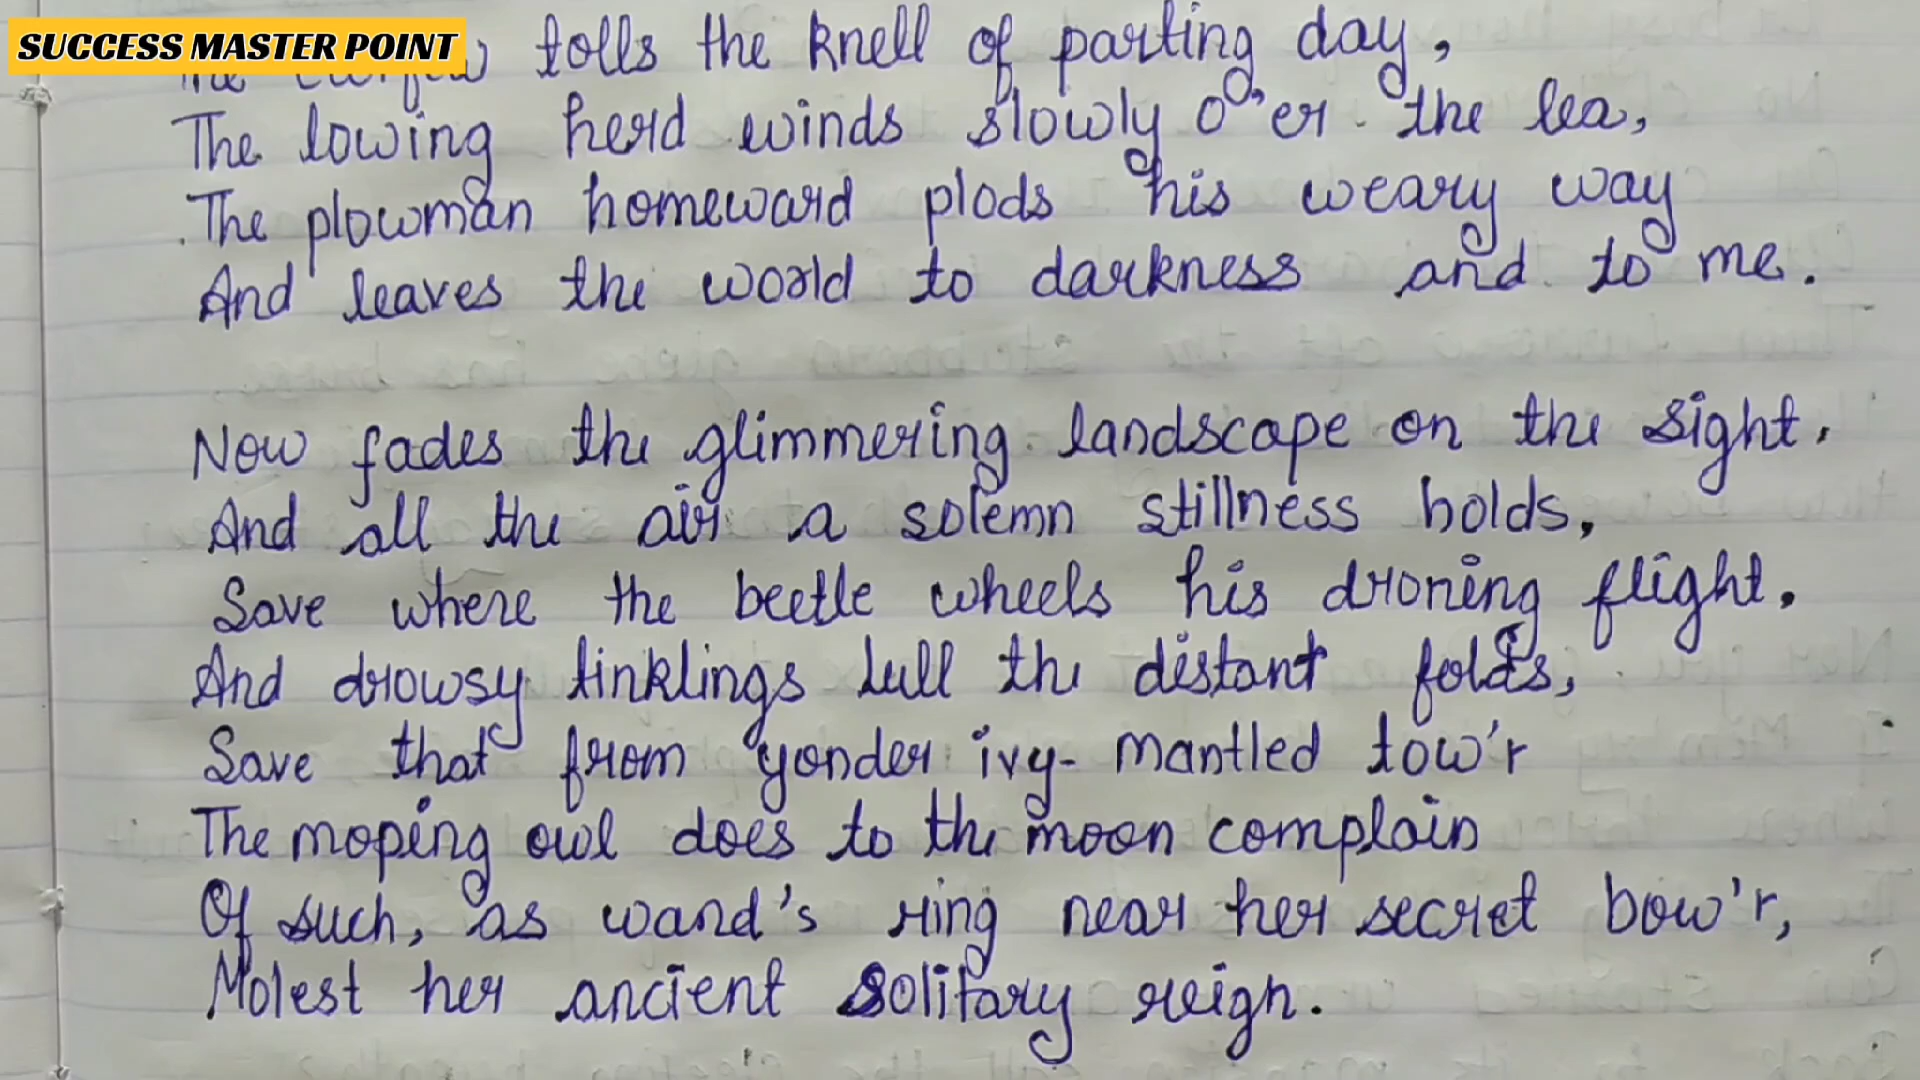 SUCCESS MASTER POINT
The tolls the knell of parting day,
The lowing herd winds slowly o'er the lea,
The plowman homeward plods his weary way
And leaves the world to darkness and to me.
Now fades the glimmering landscape on the sight.
And all the air a solemn stillness holds,
Save where the beetle wheels his droning flight.
And drowsy tinklings lull the distant folds,
Save that from yonder ivy-mantled tow'r
The moping owl does to the moon complain
Of such, as wand's ring near her secret bow'r,
Molest her ancient solitary reign.